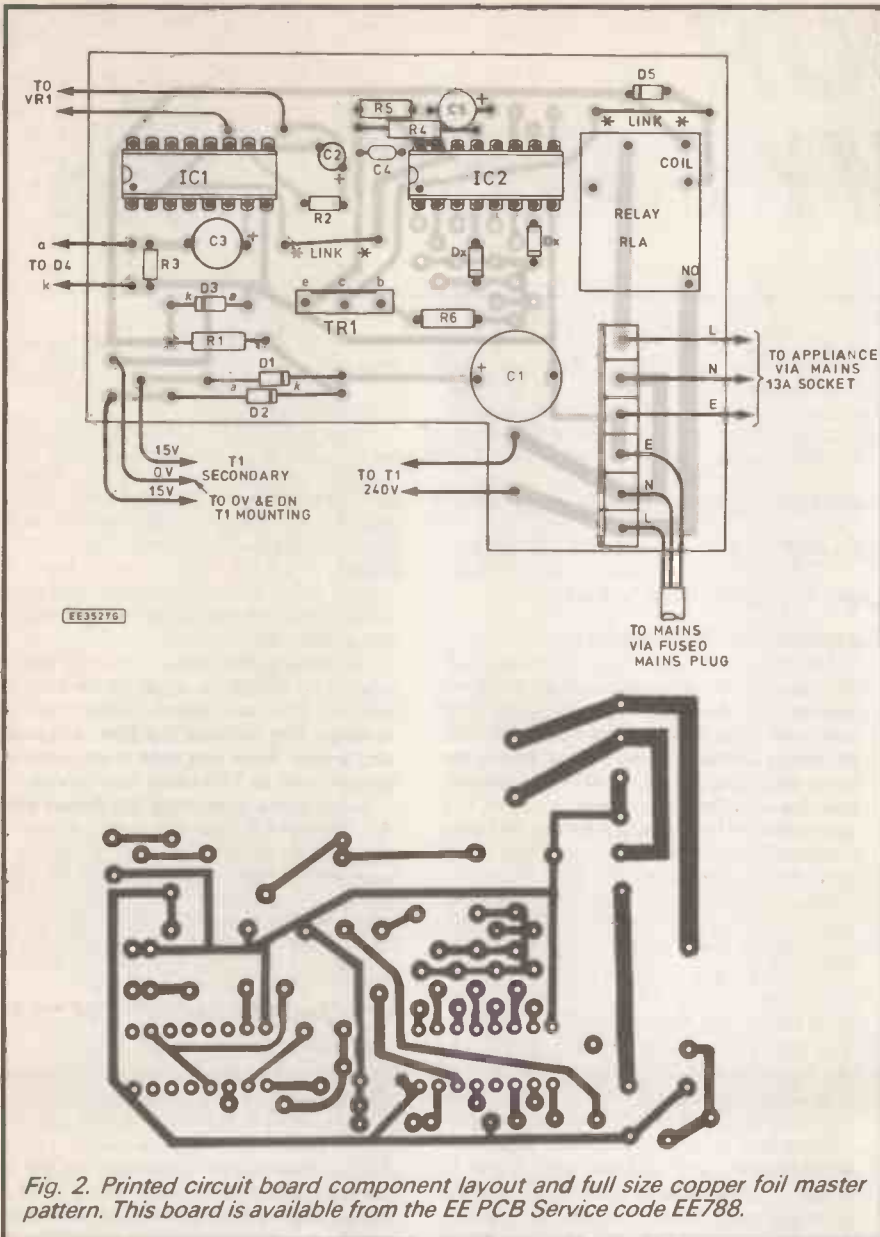 D5
TO
VR1
R5
+
* LINK *
R4
C2
+
C4
COIL
IC1
IC2
R2
RELAY
RLA
a
C3
+
TO D4
R3
* LINK *
Dx
k
NO
D3
k a
e c b
TR1
R6
L
R1
TO APPLIANCE
VIA MAINS
13A SOCKET
N
D1
a k
D2
+
C1
E
15V
T1
SECONDARY
0V
15V
TO 0V & E ON
T1 MOUNTING
TO T1
240V
E
N
L
EE3527G
TO MAINS
VIA FUSED
MAINS PLUG
Fig. 2. Printed circuit board component layout and full size copper foil master
pattern. This board is available from the EE PCB Service code EE788.